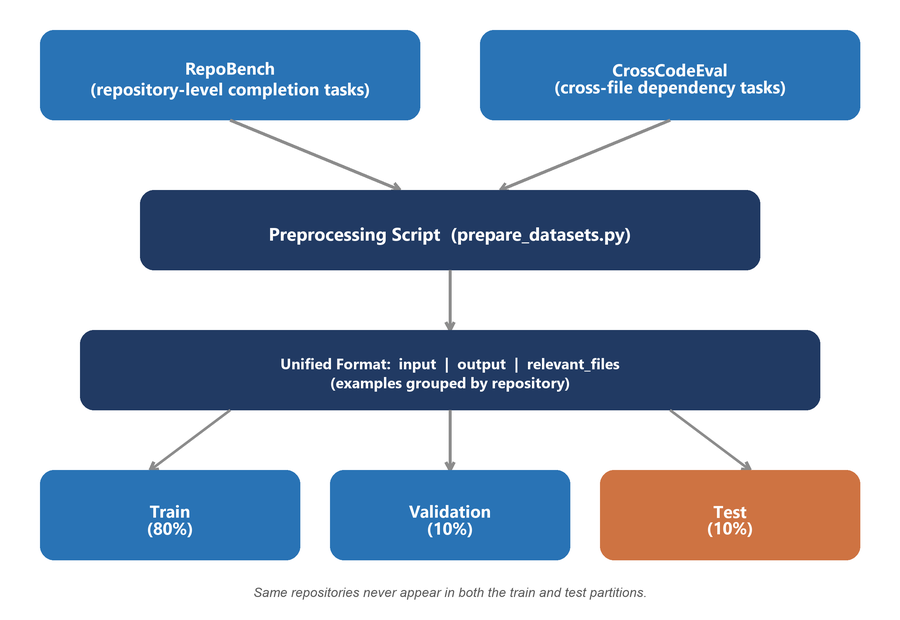 RepoBench
(repository-level completion tasks)
CrossCodeEval
(cross-file dependency tasks)
Preprocessing Script (prepare_datasets.py)
Unified Format: input | output | relevant_files
(examples grouped by repository)
Train
(80%)
Validation
(10%)
Test
(10%)
Same repositories never appear in both the train and test partitions.